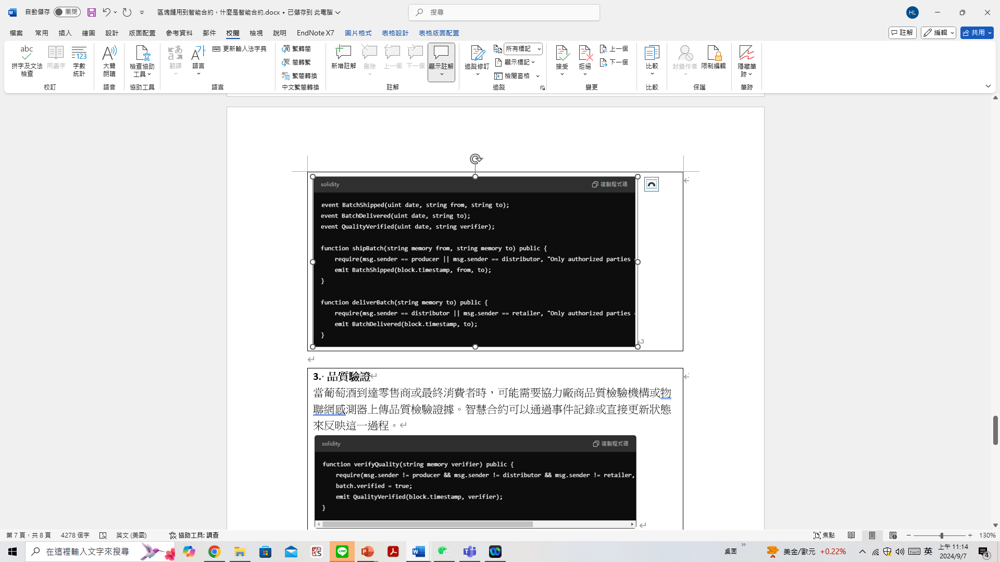 自動儲存 關閉 區塊鏈用到智能合約，什麼是智能合約.docx • 已儲存到 此電腦 搜尋 HL
檔案 常用 插入 繪圖 設計 版面配置 參考資料 郵件 校閱 檢視 說明 EndNote X7 圖片格式 表格設計 表格版面配置 註解 編輯 共用
拼字及文法檢查 同義字 字數統計 大聲朗讀 檢查協助工具 翻譯 語言 更新輸入法字典 繁轉簡 簡轉繁 繁簡轉換 新增註解 刪除 上一個 下一個 顯示註解 追蹤修訂 所有標記 顯示標記 檢閱窗格 接受 拒絕 上一個 下一個 比較 封鎖作者 限制編輯 隱藏筆跡
校訂 語音 協助工具 語言 中文繁簡轉換 註解 追蹤 變更 比較 保護 筆跡
solidity 複製程式碼
event BatchShipped(uint date, string from, string to);
event BatchDelivered(uint date, string to);
event QualityVerified(uint date, string verifier);
function shipBatch(string memory from, string memory to) public {
require(msg.sender == producer || msg.sender == distributor, "Only authorized parties
emit BatchShipped(block.timestamp, from, to);
}
function deliverBatch(string memory to) public {
require(msg.sender == distributor || msg.sender == retailer, "Only authorized parties
emit BatchDelivered(block.timestamp, to);
}
3. 品質驗證
當葡萄酒到達零售商或最終消費者時，可能需要協力廠商品質檢驗機構或物
聯網感測器上傳品質檢驗證據。智慧合約可以通過事件記錄或直接更新狀態
來反映這一過程。
solidity 複製程式碼
function verifyQuality(string memory verifier) public {
require(msg.sender != producer && msg.sender != distributor && msg.sender != retailer,
batch.verified = true;
emit QualityVerified(block.timestamp, verifier);
}
第 7 頁，共 8 頁 4278 個字 英文 (美國) 協助工具: 調查 焦點 130%
在這裡輸入文字來搜尋 桌面 美金/歐元 +0.22% 英 上午 11:14
2024/9/7 4